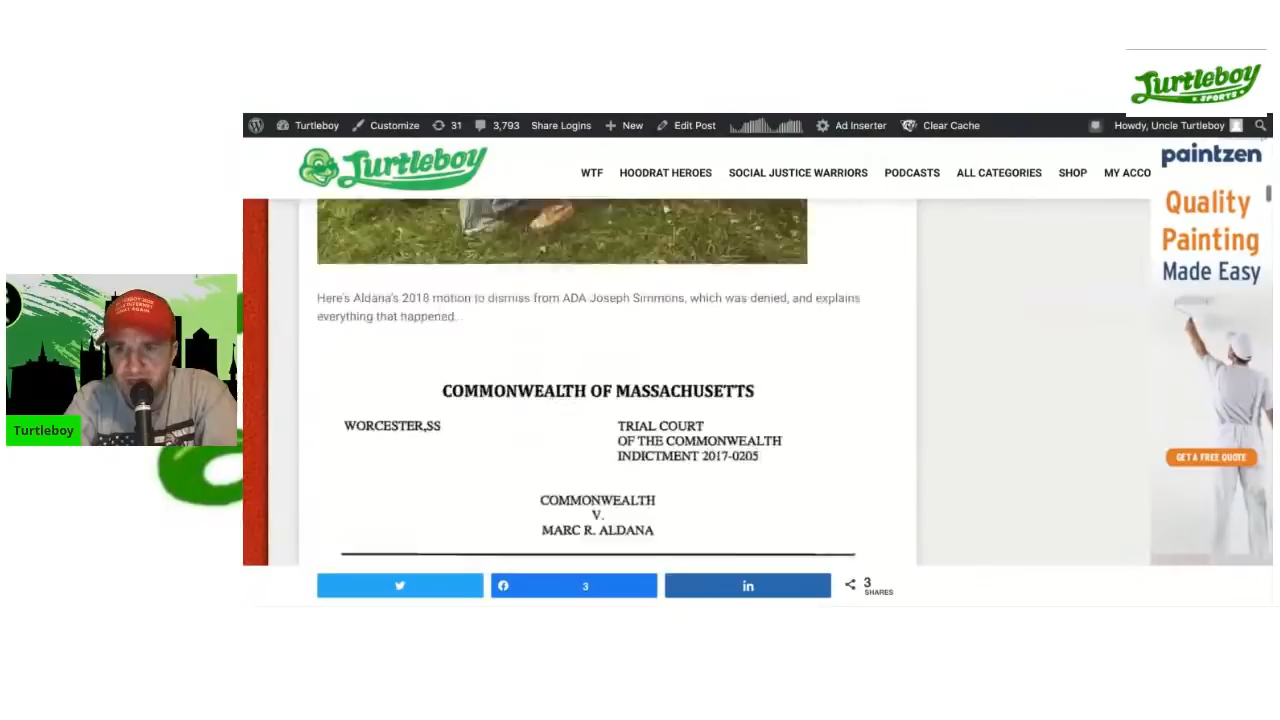 Turtleboy
SPORTS
Turtleboy Customize 31 3,793 Share Logins New Edit Post Ad Inserter Clear Cache Howdy, Uncle Turtleboy
Turtleboy
WTF HOODRAT HEROES SOCIAL JUSTICE WARRIORS PODCASTS ALL CATEGORIES SHOP MY ACCO
paintzen
Quality
Painting
Made Easy
GET A FREE QUOTE
Here's Aldana's 2018 motion to dismiss from ADA Joseph Simmons, which was denied, and explains
everything that happened...
COMMONWEALTH OF MASSACHUSETTS
WORCESTER,SS
TRIAL COURT
OF THE COMMONWEALTH
INDICTMENT 2017-0205
COMMONWEALTH
V.
MARC R. ALDANA
Turtleboy
3
in
3
SHARES